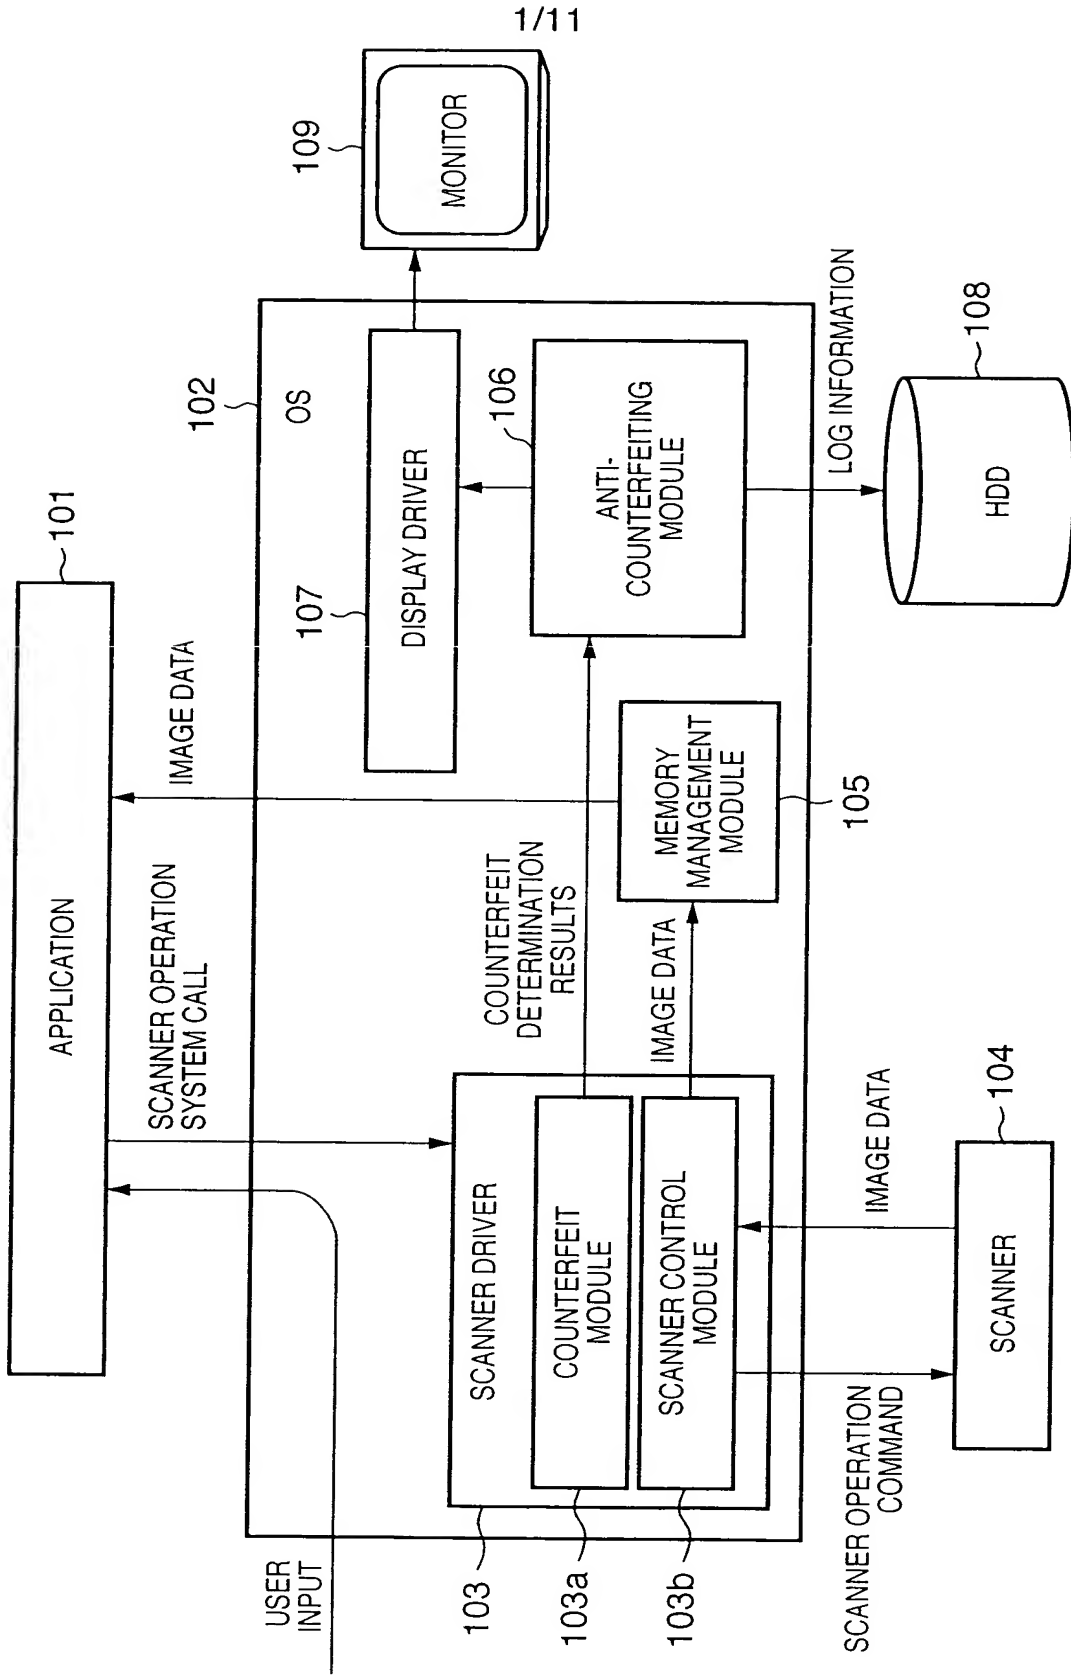 1/11
101
APPLICATION
SCANNER OPERATION
SYSTEM CALL
IMAGE DATA
USER
INPUT
102
OS
107
DISPLAY DRIVER
109
MONITOR
103
SCANNER DRIVER
103a
COUNTERFEIT
MODULE
103b
SCANNER CONTROL
MODULE
COUNTERFEIT
DETERMINATION
RESULTS
IMAGE DATA
MEMORY
MANAGEMENT
MODULE
105
106
ANTI-
COUNTERFEITING
MODULE
LOG INFORMATION
108
HDD
SCANNER OPERATION
COMMAND
IMAGE DATA
104
SCANNER